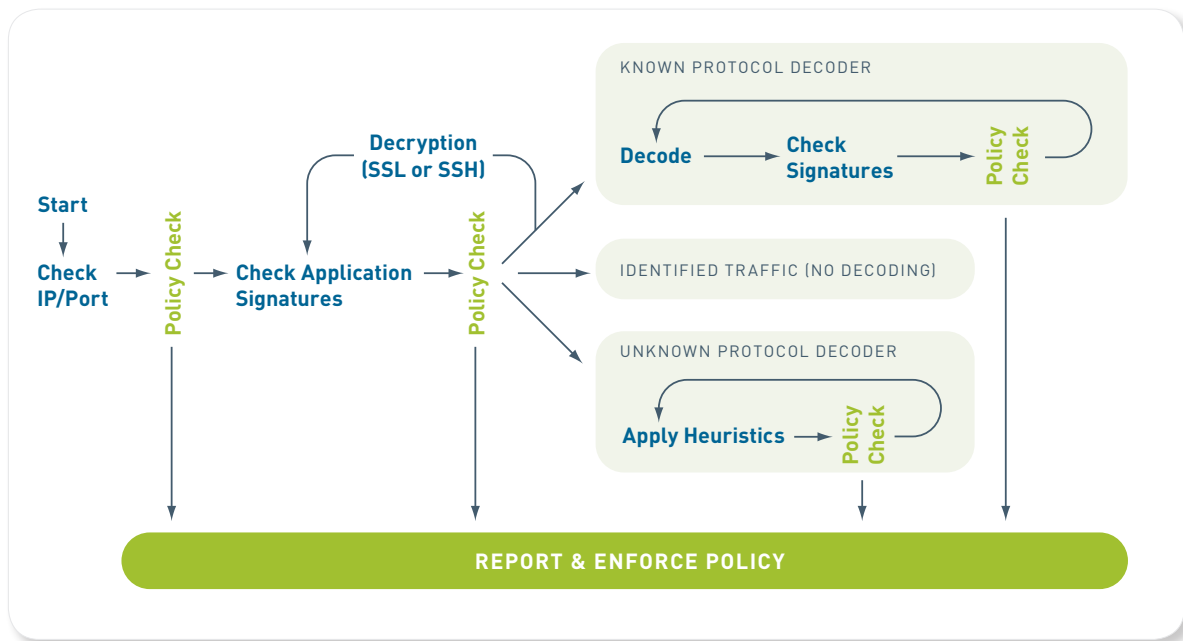 Start
Check
IP/Port
Policy Check
Check Application
Signatures
Decryption
(SSL or SSH)
Policy Check
KNOWN PROTOCOL DECODER
Decode
Check
Signatures
Policy
Check
IDENTIFIED TRAFFIC (NO DECODING)
UNKNOWN PROTOCOL DECODER
Apply Heuristics
Policy
Check
REPORT & ENFORCE POLICY